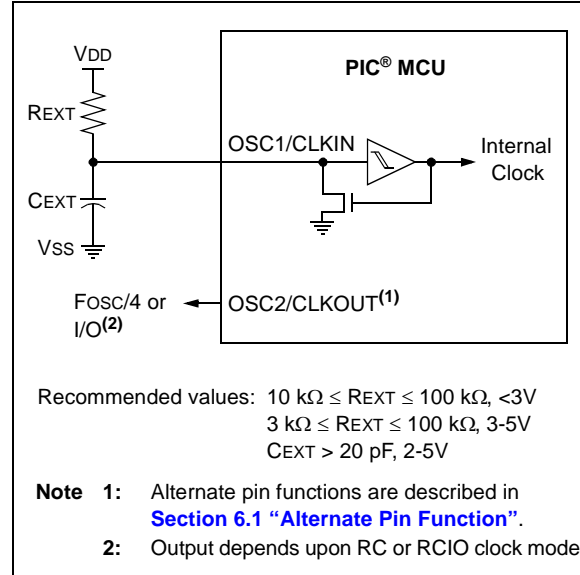 VDD
PIC® MCU
REXT
OSC1/CLKIN
Internal
Clock
CEXT
VSS
FOSC/4 or
I/O(2)
OSC2/CLKOUT(1)
Recommended values: 10 kΩ ≤ REXT ≤ 100 kΩ, <3V
3 kΩ ≤ REXT ≤ 100 kΩ, 3-5V
CEXT > 20 pF, 2-5V
Note 1: Alternate pin functions are described in
Section 6.1 “Alternate Pin Function”.
2: Output depends upon RC or RCIO clock mode